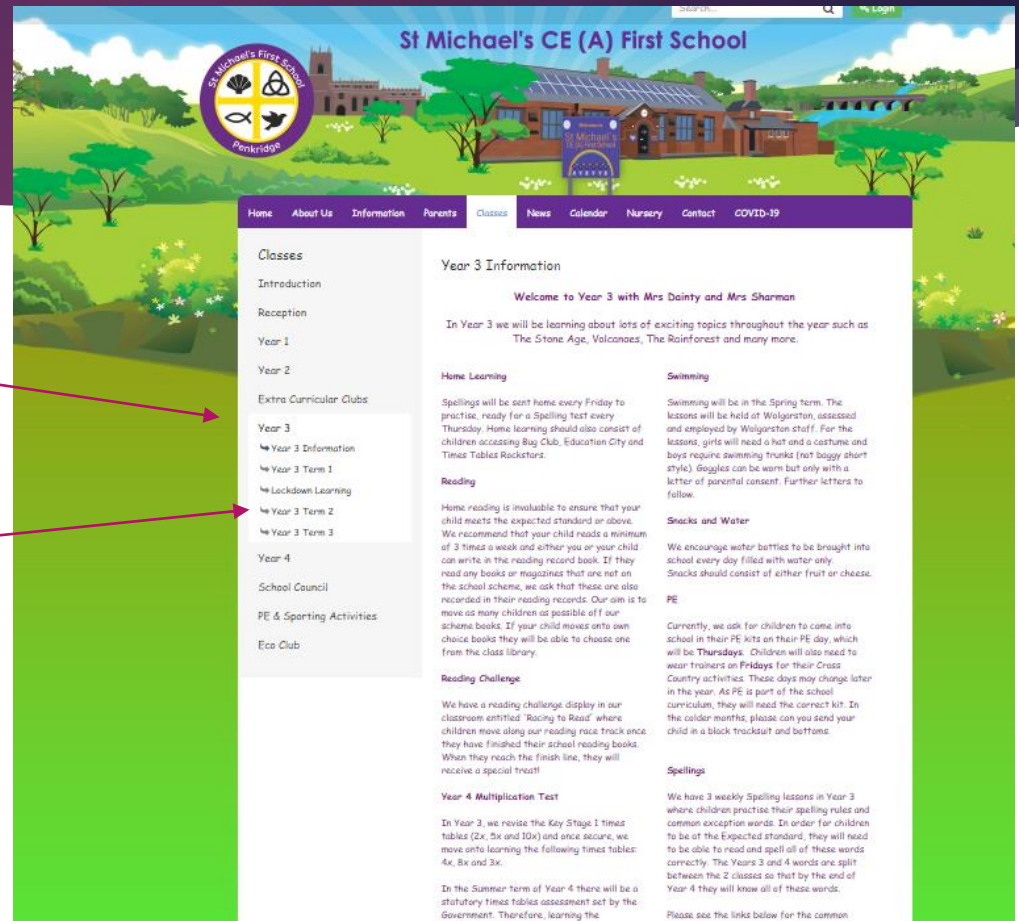 Search...
Login
St Michael's CE (A) First School
St Michael's First School
Penkridge
Welcome to
St Michael's
CE (A) First School
Home About Us Information Parents Classes News Calendar Nursery Contact COVID-19
Classes
Introduction
Reception
Year 1
Year 2
Extra Curricular Clubs
Year 3
Year 3 Information
Year 3 Term 1
Lockdown Learning
Year 3 Term 2
Year 3 Term 3
Year 4
School Council
PE & Sporting Activities
Eco Club
Year 3 Information
Welcome to Year 3 with Mrs Dainty and Mrs Sharman
In Year 3 we will be learning about lots of exciting topics throughout the year such as
The Stone Age, Volcanoes, The Rainforest and many more.
Home Learning
Spellings will be sent home every Friday to
practise, ready for a Spelling test every
Thursday. Home learning should also consist of
children accessing Bug Club, Education City and
Times Tables Rockstars.
Reading
Home reading is invaluable to ensure that your
child meets the expected standard or above.
We recommend that your child reads a minimum
of 3 times a week and either you or your child
can write in the reading record book. If they
read any books or magazines that are not on
the school scheme, we ask that these are also
recorded in their reading records. Our aim is to
move as many children as possible off our
scheme books. If your child moves onto own
choice books they will be able to choose one
from the class library.
Reading Challenge
We have a reading challenge display in our
classroom entitled "Racing to Read" where
children move along our reading race track once
they have finished their school reading books.
When they reach the finish line, they will
receive a special treat!
Year 4 Multiplication Test
In Year 3, we revise the Key Stage 1 times
tables (2x, 5x and 10x) and once secure, we
move onto learning the following times tables:
4x, 8x and 3x.
In the Summer term of Year 4 there will be a
statutory times tables assessment set by the
Government. Therefore, learning the
Swimming
Swimming will be in the Spring term. The
lessons will be held at Wolgarston, assessed
and employed by Wolgarston staff. For the
lessons, girls will need a hat and a costume and
boys require swimming trunks (not baggy short
style). Goggles can be worn but only with a
letter of parental consent. Further letters to
follow.
Snacks and Water
We encourage water bottles to be brought into
school every day filled with water only.
Snacks should consist of either fruit or cheese.
PE
Currently, we ask for children to come into
school in their PE kits on their PE day, which
will be Thursdays. Children will also need to
wear trainers on Fridays for their Cross
Country activities. These days may change later
in the year. As PE is part of the school
curriculum, they will need the correct kit. In
the colder months, please can you send your
child in a black tracksuit and bottoms.
Spellings
We have 3 weekly Spelling lessons in Year 3
where children practise their spelling rules and
common exception words. In order for children
to be at the Expected standard, they will need
to be able to read and spell all of these words
correctly. The Years 3 and 4 words are split
between the 2 classes so that by the end of
Year 4 they will know all of these words.
Please see the links below for the common